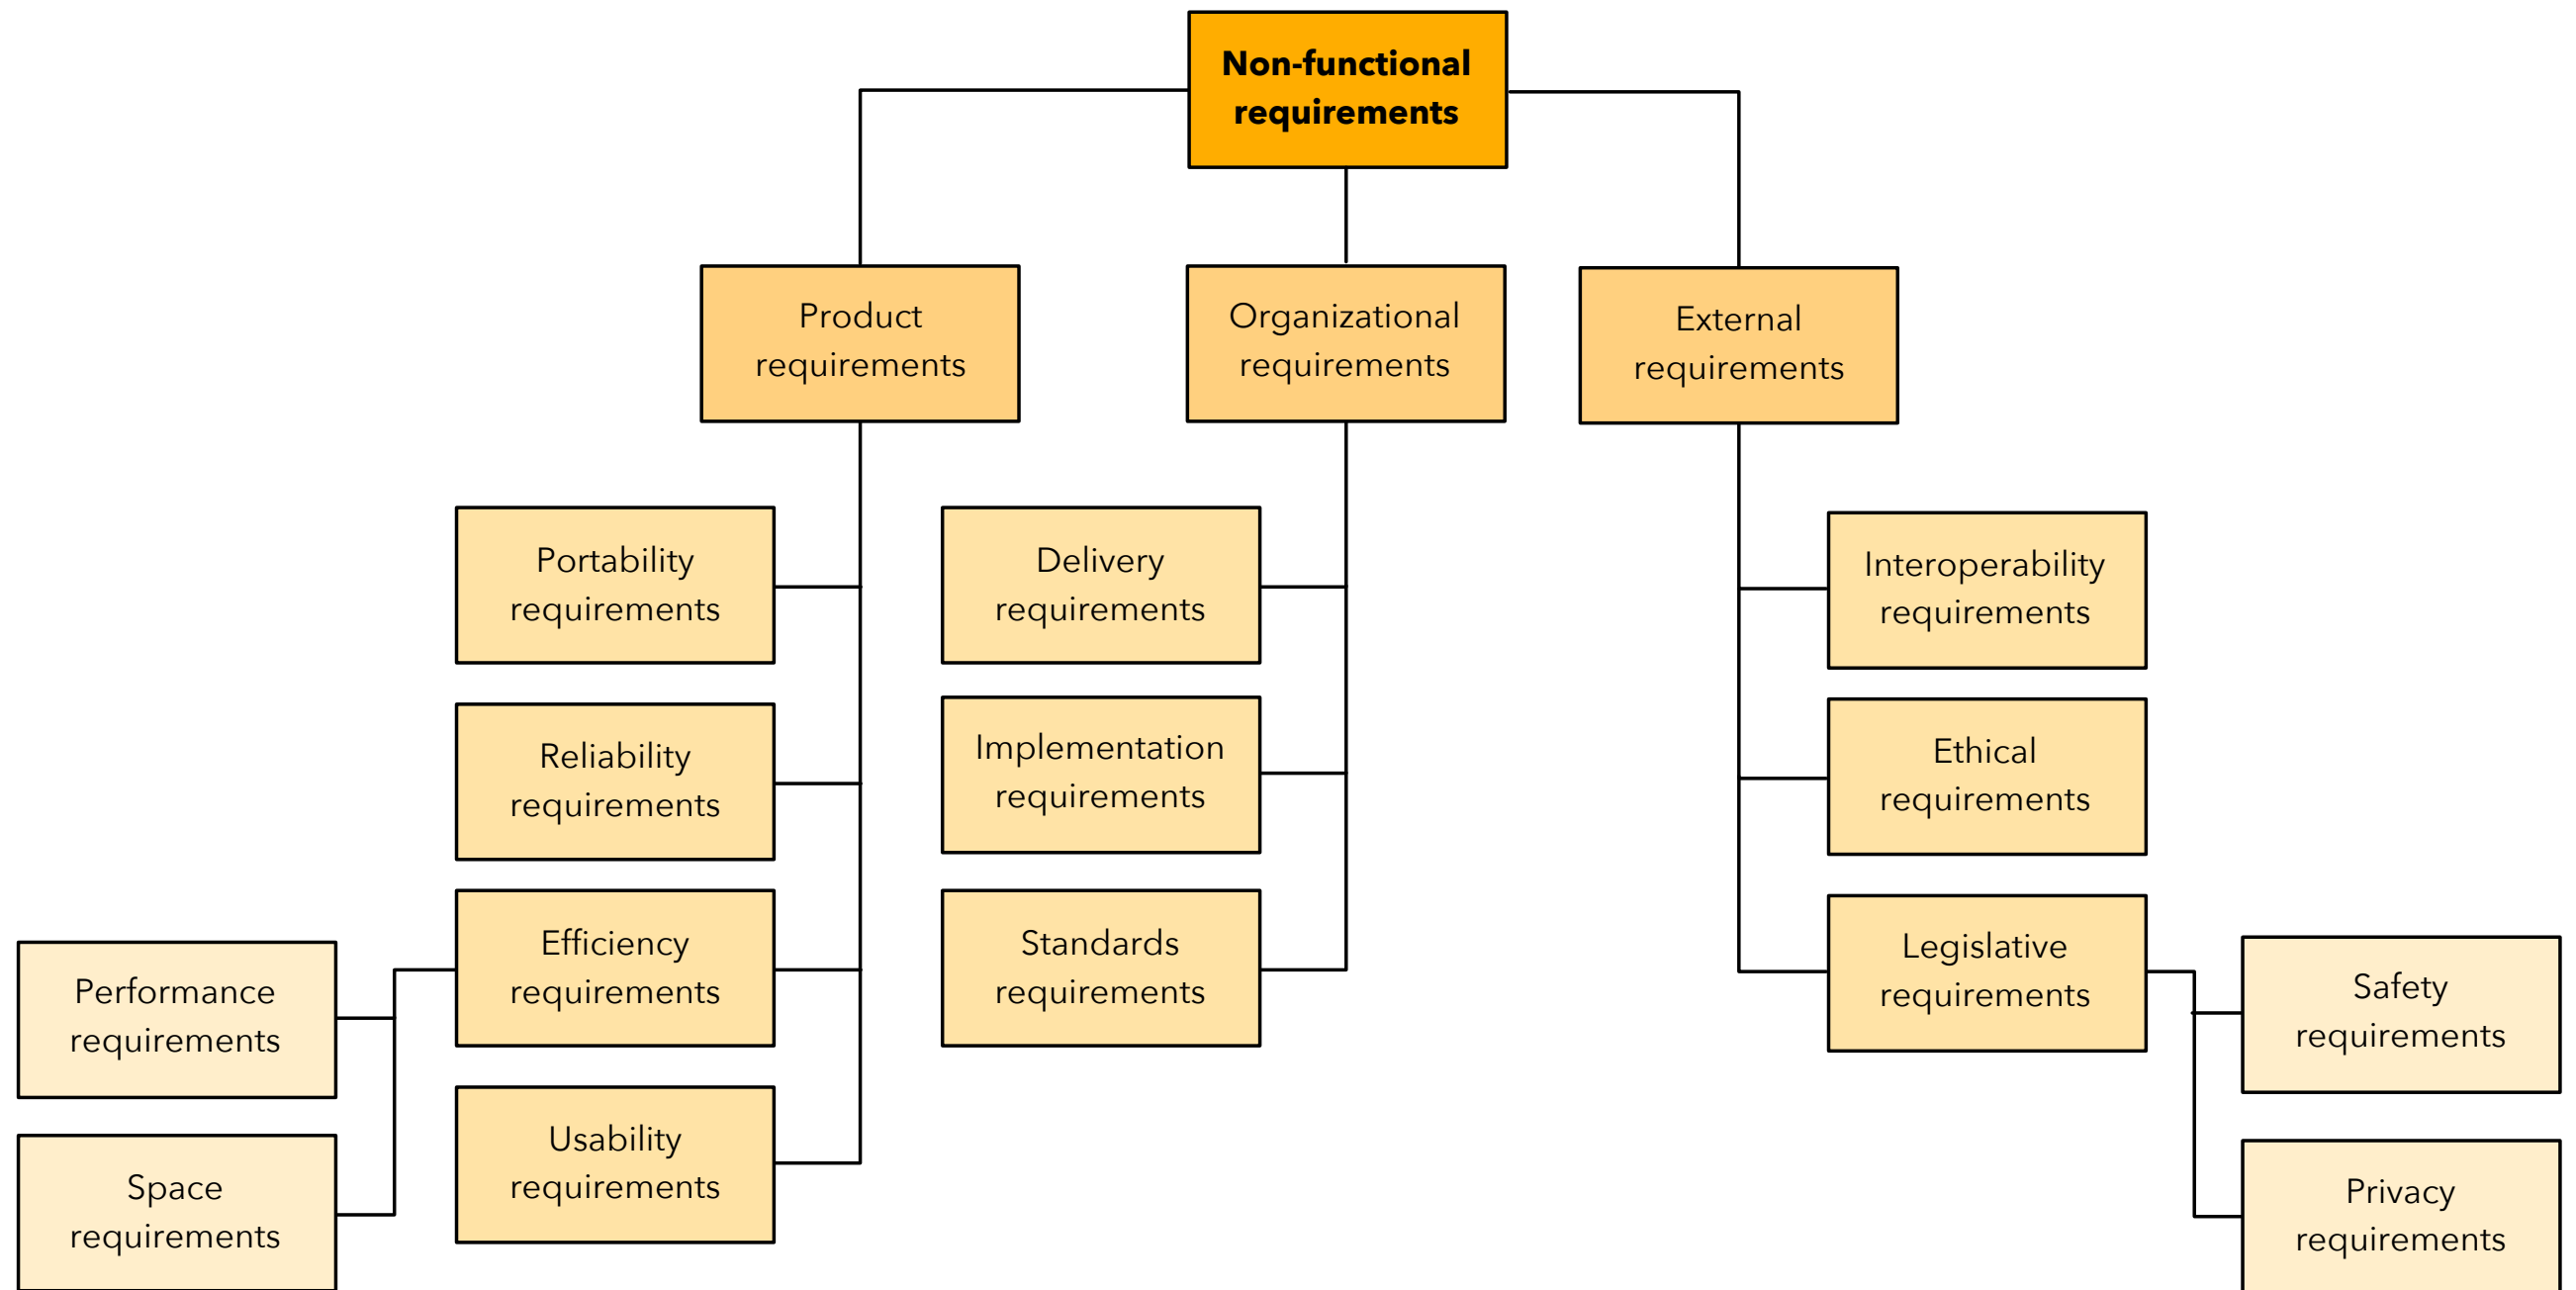 Non-functional
requirements
Product
requirements
Organizational
requirements
External
requirements
Portability
requirements
Reliability
requirements
Efficiency
requirements
Usability
requirements
Performance
requirements
Space
requirements
Delivery
requirements
Implementation
requirements
Standards
requirements
Interoperability
requirements
Ethical
requirements
Legislative
requirements
Safety
requirements
Privacy
requirements